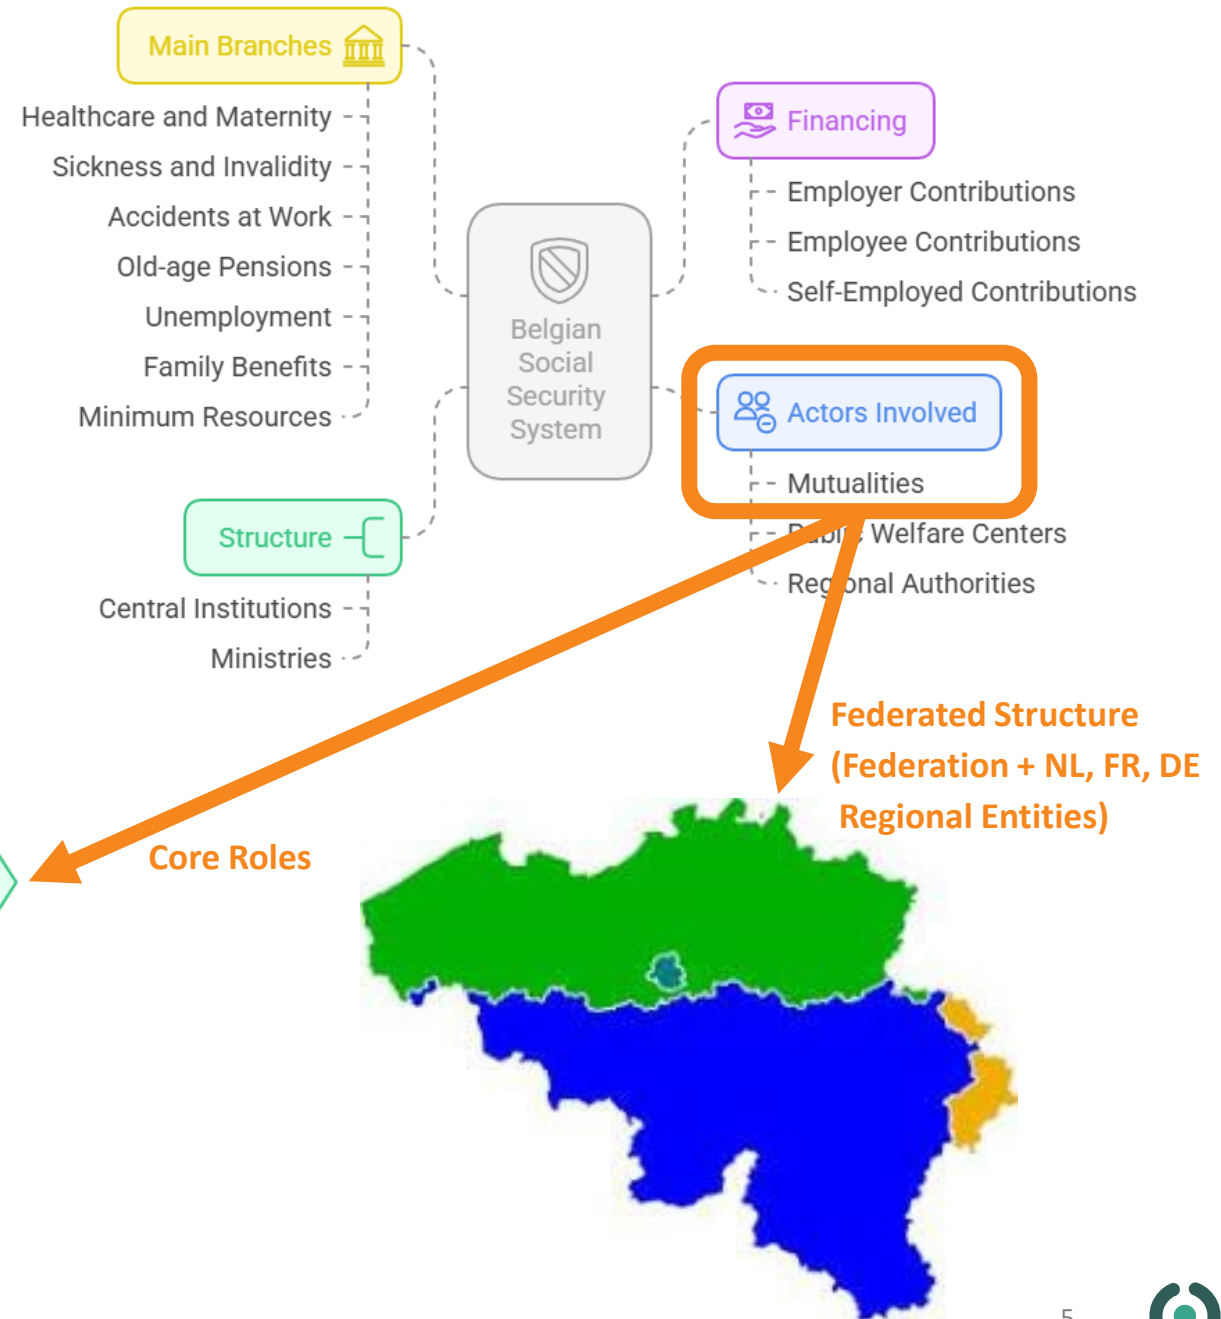 Main Branches
Healthcare and Maternity
Sickness and Invalidity
Accidents at Work
Old-age Pensions
Unemployment
Family Benefits
Minimum Resources
Structure
Central Institutions
Ministries
Belgian
Social
Security
System
Financing
Employer Contributions
Employee Contributions
Self-Employed Contributions
Actors Involved
Mutualities
Public Welfare Centers
Regional Authorities
Federated Structure
(Federation + NL, FR, DE
Regional Entities)
Core Roles
5